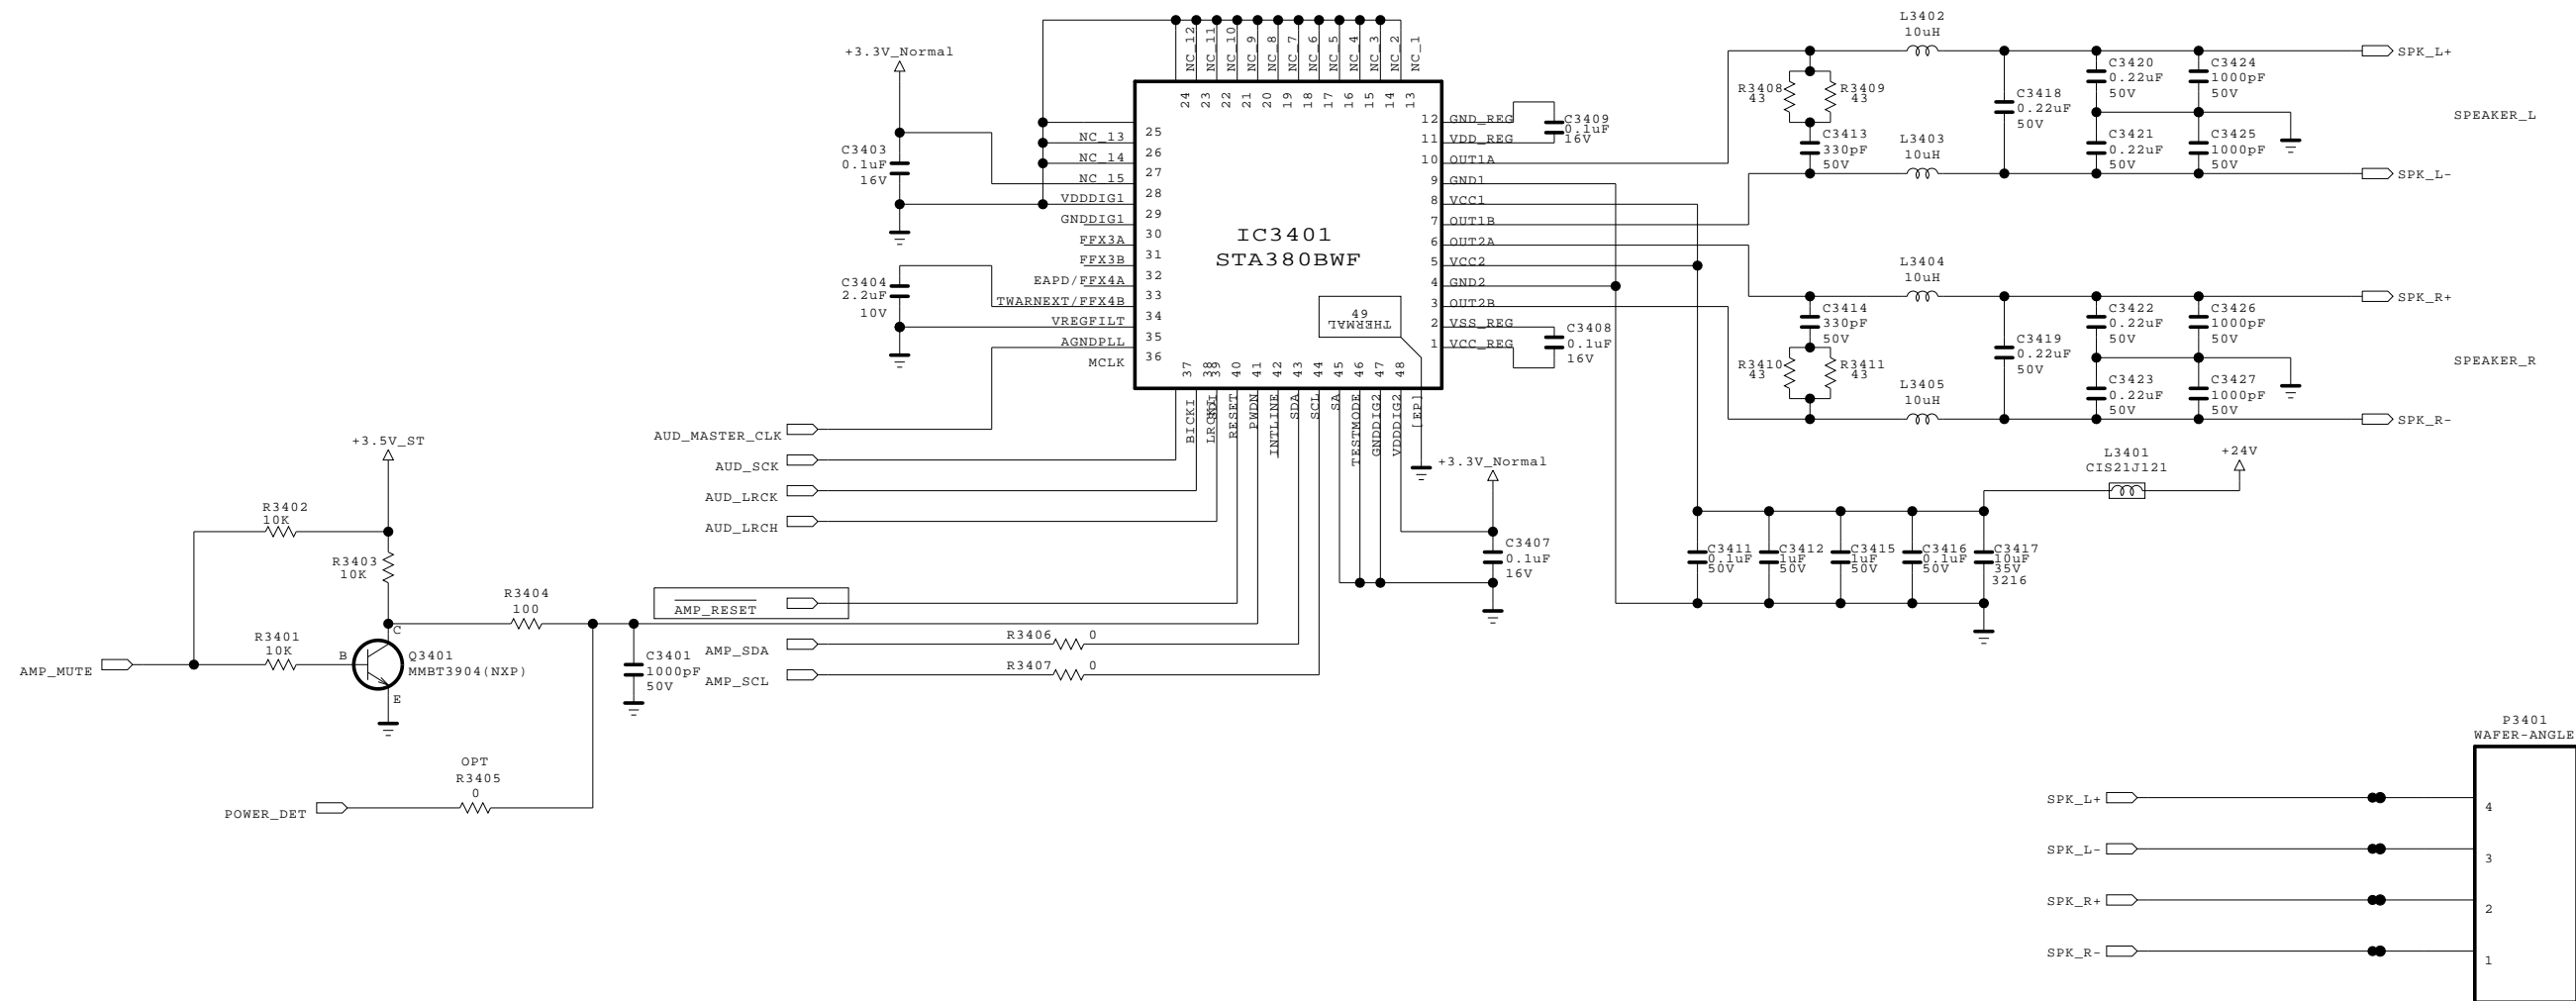 +3.3V_Normal
C3403
0.1uF
16V
C3404
2.2uF
10V
NC_12
NC_11
NC_10
NC_9
NC_8
NC_7
NC_6
NC_5
NC_4
NC_3
NC_2
NC_1
24
23
22
21
20
19
18
17
16
15
14
13
NC_13
NC_14
NC_15
VDDDIG1
GNDDIG1
FFX3A
FFX3B
EAPD/FFX4A
TWARNEXT/FFX4B
VREGFILT
AGNDPLL
MCLK
25
26
27
28
29
30
31
32
33
34
35
36
IC3401
STA380BWF
THERMAL
49
12 GND_REG
11 VDD_REG
10 OUT1A
9 GND1
8 VCC1
7 OUT1B
6 OUT2A
5 VCC2
4 GND2
3 OUT2B
2 VSS_REG
1 VCC_REG
37
38
39
40
41
42
43
44
45
46
47
48
BICKI
LRCKI
SDI
RESET
PWDN
INTLINE
SDA
SCL
SA
TESTMODE
GNDDIG2
VDDDIG2
[EP]
C3409
0.1uF
16V
C3408
0.1uF
16V
L3402
10uH
R3408
43
R3409
43
C3413
330pF
50V
L3403
10uH
C3418
0.22uF
50V
C3420
0.22uF
50V
C3421
0.22uF
50V
C3424
1000pF
50V
C3425
1000pF
50V
SPK_L+
SPEAKER_L
SPK_L-
L3404
10uH
C3414
330pF
50V
R3410
43
R3411
43
L3405
10uH
C3419
0.22uF
50V
C3422
0.22uF
50V
C3423
0.22uF
50V
C3426
1000pF
50V
C3427
1000pF
50V
SPK_R+
SPEAKER_R
SPK_R-
L3401
CIS21J121
+24V
C3411
0.1uF
50V
C3412
1uF
50V
C3415
1uF
50V
C3416
0.1uF
50V
C3417
10uF
35V
3216
+3.3V_Normal
C3407
0.1uF
16V
AUD_MASTER_CLK
AUD_SCK
AUD_LRCK
AUD_LRCH
AMP_RESET
AMP_SDA
R3406
0
AMP_SCL
R3407
0
+3.5V_ST
R3402
10K
R3403
10K
R3404
100
R3401
10K
AMP_MUTE
B
C
E
Q3401
MMBT3904(NXP)
C3401
1000pF
50V
OPT
R3405
0
POWER_DET
P3401
WAFER-ANGLE
SPK_L+
4
SPK_L-
3
SPK_R+
2
SPK_R-
1